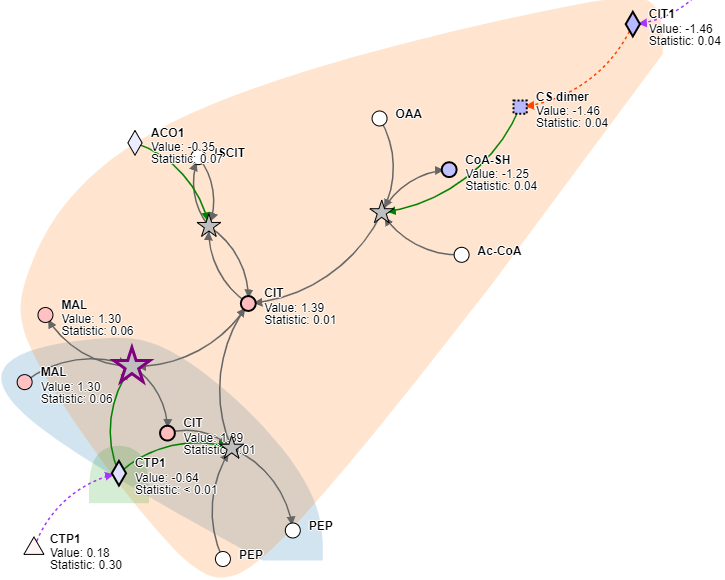 CIT1
Value: -1.46
Statistic: 0.04
CS dimer
Value: -1.46
Statistic: 0.04
OAA
ACO1
Value: -0.35
Statistic: 0.07
ISCIT
CoA-SH
Value: -1.25
Statistic: 0.04
Ac-CoA
CIT
Value: 1.39
Statistic: 0.01
MAL
Value: 1.30
Statistic: 0.06
MAL
Value: 1.30
Statistic: 0.06
CIT
Value: 1.39
Statistic: 0.01
CTP1
Value: -0.64
Statistic: < 0.01
PEP
CTP1
Value: 0.18
Statistic: 0.30
PEP